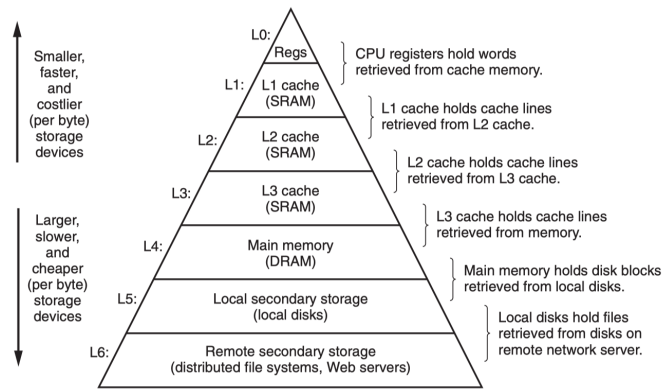 Smaller,
faster,
and
costlier
(per byte)
storage
devices
Larger,
slower,
and
cheaper
(per byte)
storage
devices
L0:
Regs
CPU registers hold words
retrieved from cache memory.
L1:
L1 cache
(SRAM)
L1 cache holds cache lines
retrieved from L2 cache.
L2:
L2 cache
(SRAM)
L2 cache holds cache lines
retrieved from L3 cache.
L3:
L3 cache
(SRAM)
L3 cache holds cache lines
retrieved from memory.
L4:
Main memory
(DRAM)
Main memory holds disk blocks
retrieved from local disks.
L5:
Local secondary storage
(local disks)
Local disks hold files
retrieved from disks on
remote network server.
L6:
Remote secondary storage
(distributed file systems, Web servers)